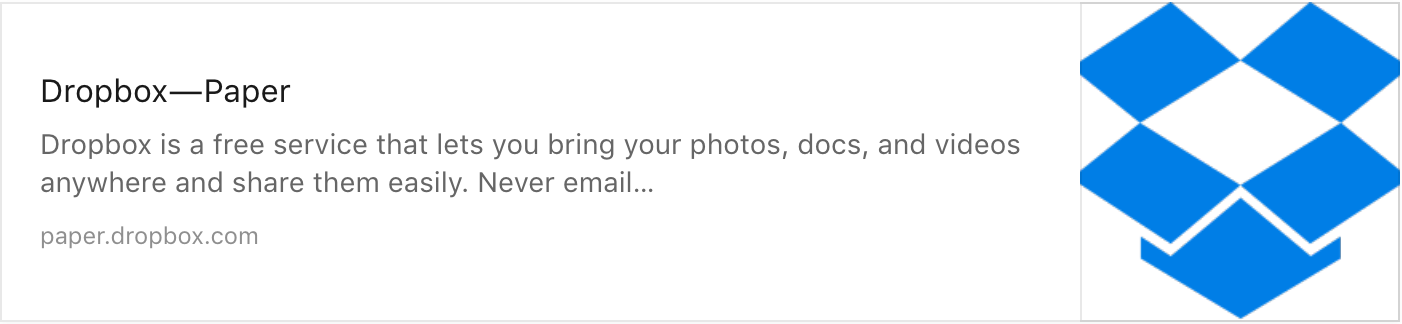 Dropbox—Paper
Dropbox is a free service that lets you bring your photos, docs, and videos
anywhere and share them easily. Never email...
paper.dropbox.com